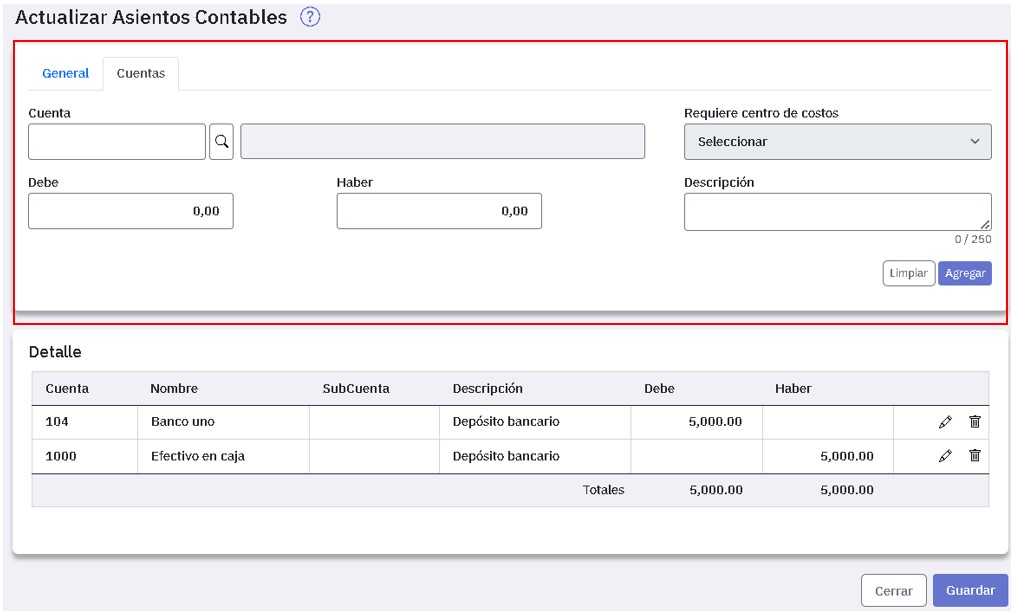 Actualizar Asientos Contables ?
General Cuentas
Cuenta Requiere centro de costos
Seleccionar
Debe Haber Descripción
0,00 0,00
0 / 250
Limpiar Agregar
Detalle
Cuenta Nombre SubCuenta Descripción Debe Haber
104 Banco uno Depósito bancario 5,000.00
1000 Efectivo en caja Depósito bancario 5,000.00
Totales 5,000.00 5,000.00
Cerrar Guardar